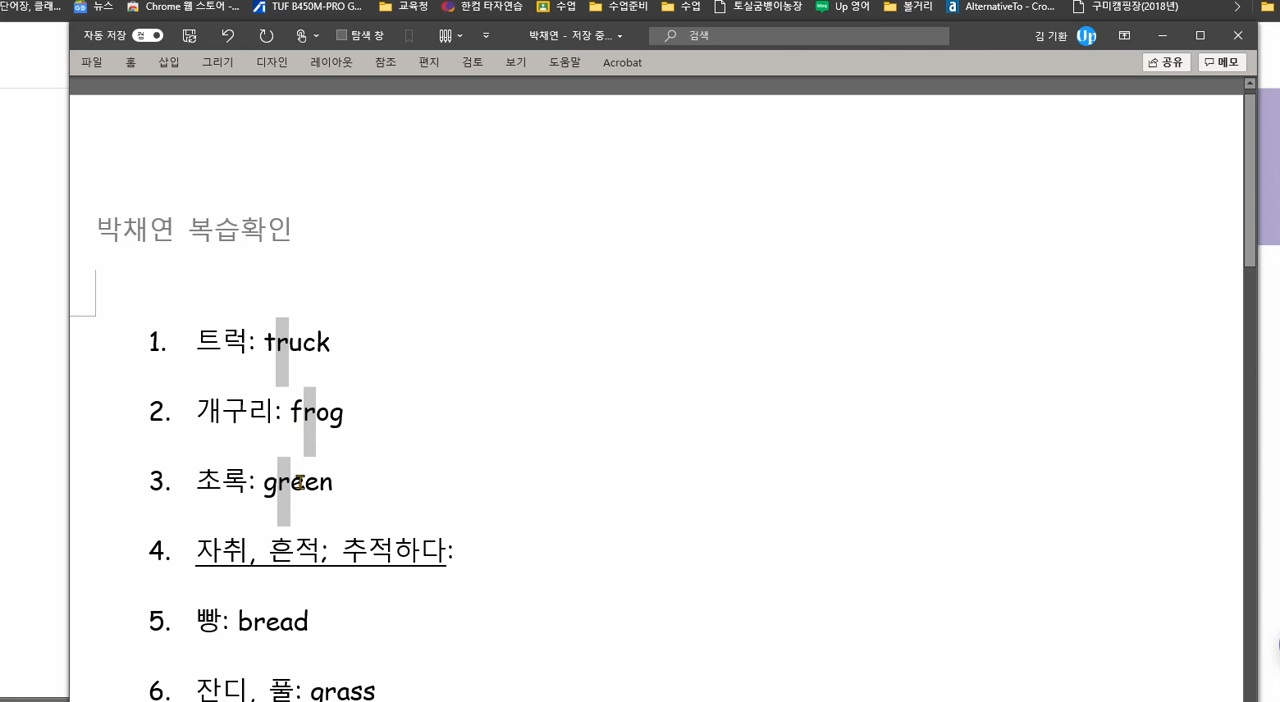 단어장, 클래... 뉴스 Chrome 웹 스토어 -... TUF B450M-PRO G... 교육청 한컴 타자연습 수업 수업준비 수업 토실굼벵이농장 Up 영어 볼거리 AlternativeTo - Cro... 구미캠핑장(2018년)
자동 저장 컴 탐색 창 박채연 - 저장 중... 검색 김 기환 Up
파일 홈 삽입 그리기 디자인 레이아웃 참조 편지 검토 보기 도움말 Acrobat 공유 메모
박채연 복습확인
1. 트럭: truck
2. 개구리: frog
3. 초록: green
4. 자취, 흔적; 추적하다:
5. 빵: bread
6. 잔디, 풀: grass